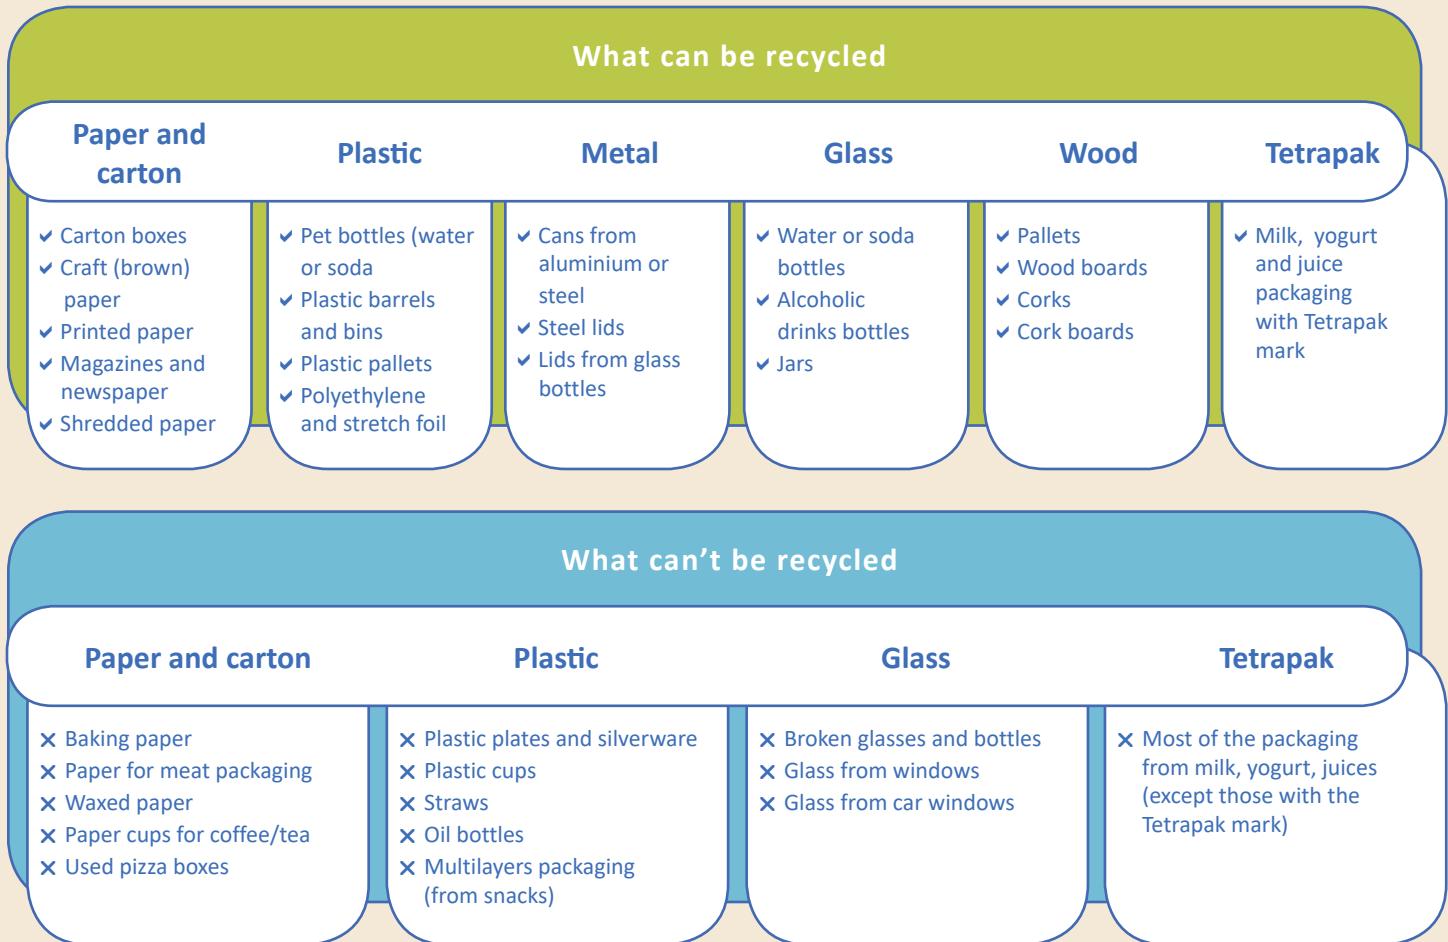 What can be recycled
Paper and
carton
Plastic
Metal
Glass
Wood
Tetrapak
✓ Carton boxes
✓ Craft (brown)
paper
✓ Printed paper
✓ Magazines and
newspaper
✓ Shredded paper
✓ Pet bottles (water
or soda
✓ Plastic barrels
and bins
✓ Plastic pallets
✓ Polyethylene
and stretch foil
✓ Cans from
aluminium or
steel
✓ Steel lids
✓ Lids from glass
bottles
✓ Water or soda
bottles
✓ Alcoholic
drinks bottles
✓ Jars
✓ Pallets
✓ Wood boards
✓ Corks
✓ Cork boards
✓ Milk, yogurt
and juice
packaging
with Tetrapak
mark
What can’t be recycled
Paper and carton
Plastic
Glass
Tetrapak
✕ Baking paper
✕ Paper for meat packaging
✕ Waxed paper
✕ Paper cups for coffee/tea
✕ Used pizza boxes
✕ Plastic plates and silverware
✕ Plastic cups
✕ Straws
✕ Oil bottles
✕ Multilayers packaging
(from snacks)
✕ Broken glasses and bottles
✕ Glass from windows
✕ Glass from car windows
✕ Most of the packaging
from milk, yogurt, juices
(except those with the
Tetrapak mark)